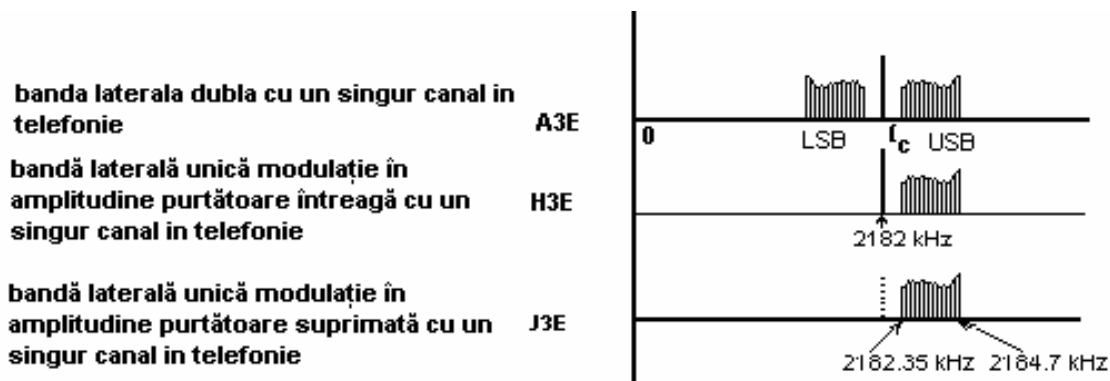 banda laterala dubla cu un singur canal in
telefonie
A3E
0
LSB
fc
USB
bandă laterală unică modulație în
amplitudine purtătoare întreagă cu un
singur canal in telefonie
H3E
2182 kHz
bandă laterală unică modulație în
amplitudine purtătoare suprimată cu un
singur canal in telefonie
J3E
2182.35 kHz
2184.7 kHz